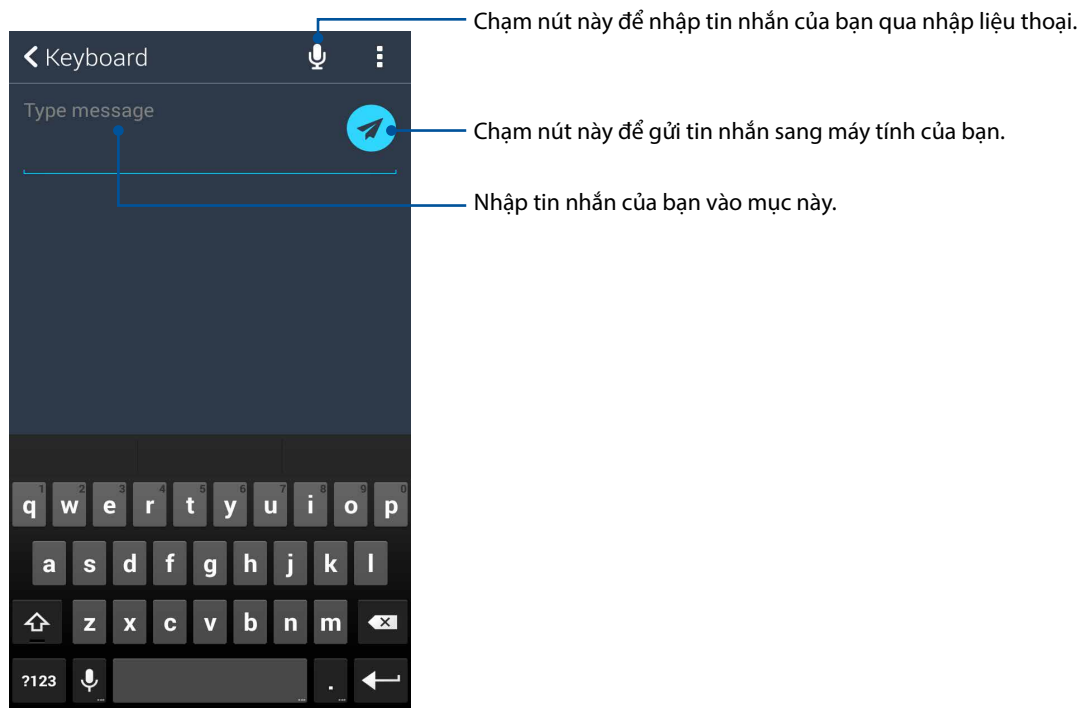 Chạm nút này để nhập tin nhắn của bạn qua nhập liệu thoại.
Keyboard
Type message
Chạm nút này để gửi tin nhắn sang máy tính của bạn.
Nhập tin nhắn của bạn vào mục này.
1 2 3 4 5 6 7 8 9 0
q w e r t y u i o p
a s d f g h j k l
z x c v b n m
?123 ... . ... ...